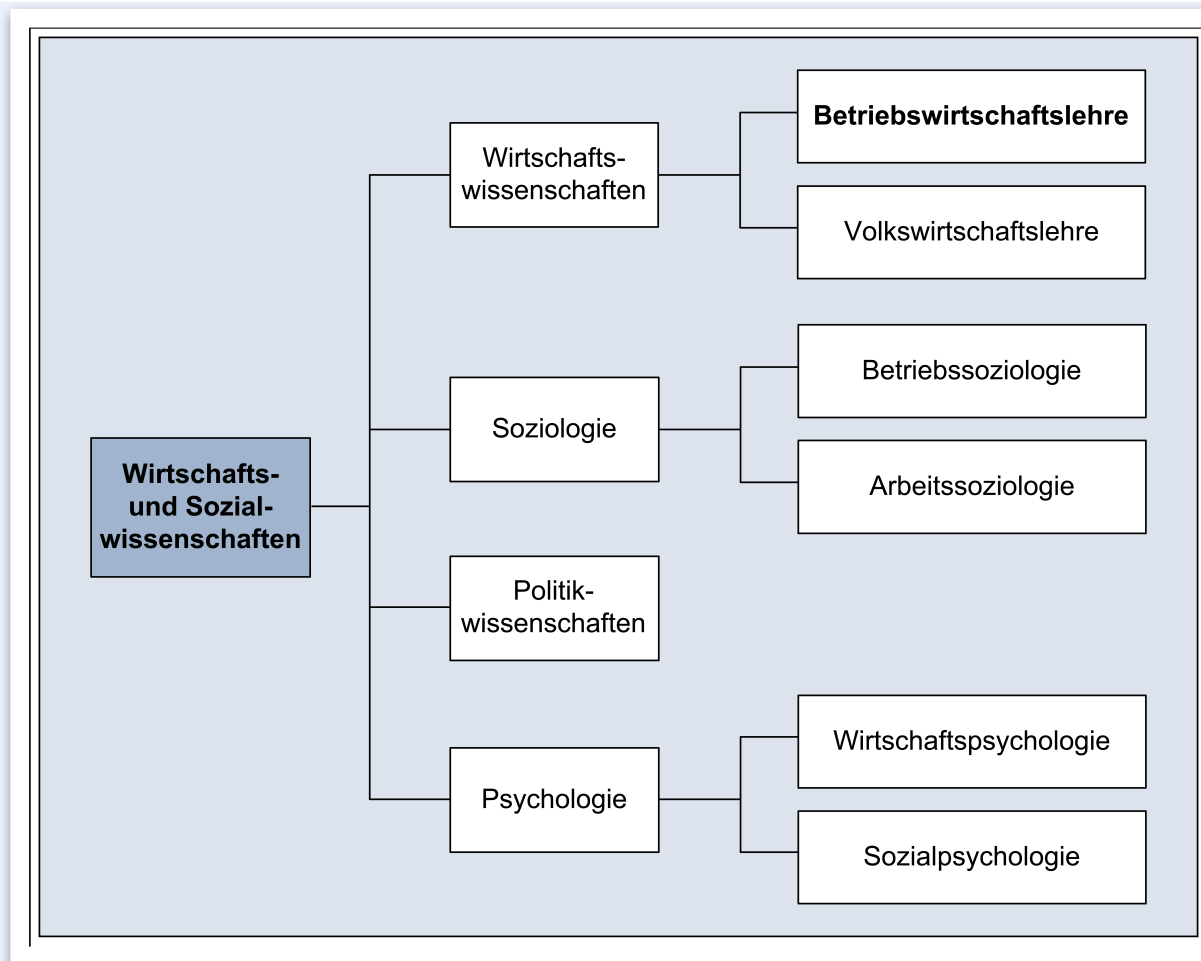 Wirtschafts-
und Sozial-
wissenschaften
Wirtschafts-
wissenschaften
Betriebswirtschaftslehre
Volkswirtschaftslehre
Soziologie
Betriebssoziologie
Arbeitssoziologie
Politik-
wissenschaften
Psychologie
Wirtschaftspsychologie
Sozialpsychologie